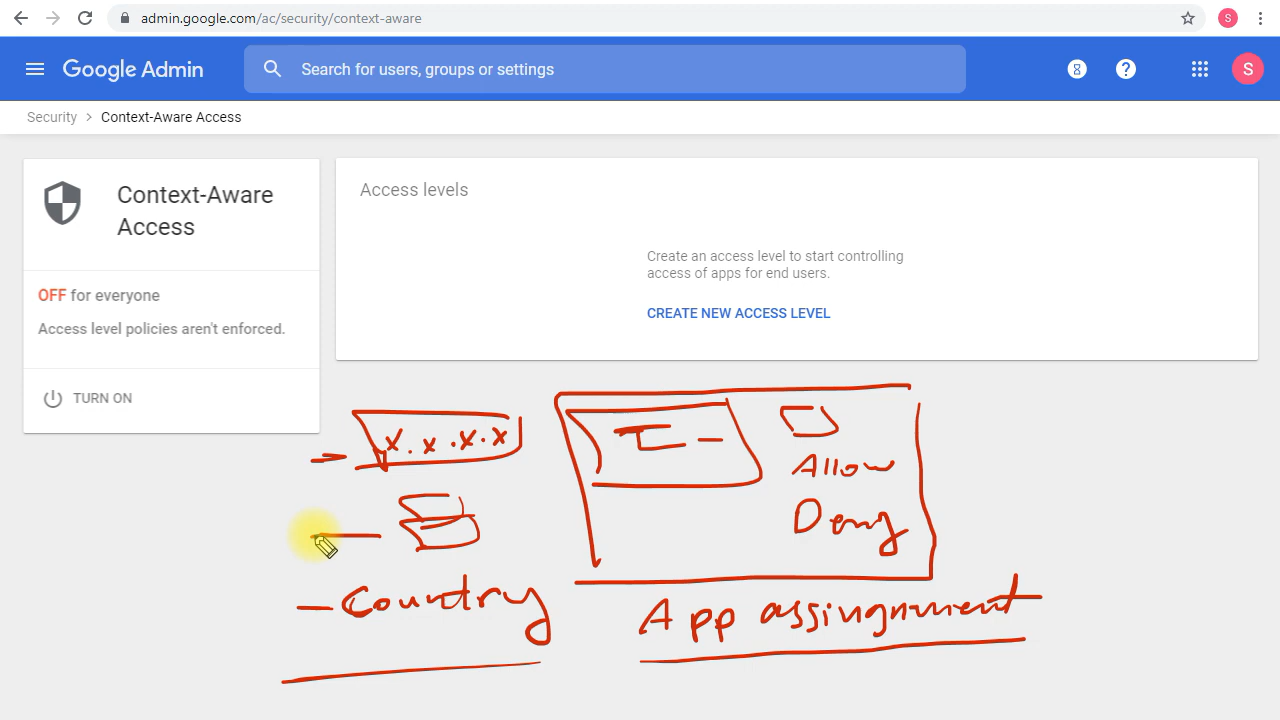 admin.google.com/ac/security/context-aware
S
Google Admin
Search for users, groups or settings
S
Security > Context-Aware Access
Context-Aware
Access
OFF for everyone
Access level policies aren't enforced.
TURN ON
Access levels
Create an access level to start controlling
access of apps for end users.
CREATE NEW ACCESS LEVEL
x.x.x.x
Country
Allow
Deny
App assingnment